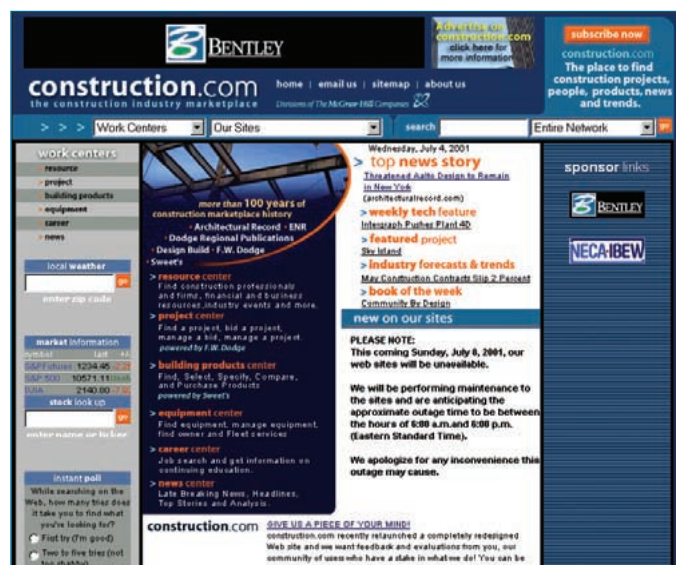 BENTLEY
Advertise on
construction.com
click here for
more information
subscribe now
construction.com
The place to find
construction projects,
people, products, news
and trends.
construction.com
the construction industry marketplace
home | email us | sitemap | about us
Divisions of The McGraw-Hill Companies
> > > Work Centers
Our Sites
search
Entire Network
go
work centers
resource
project
building products
equipment
career
news
local weather
go
enter zip code
market information
symbol last +/-
S&PFutures 1234.45
S&P 500 10571.11
DJIA 2140.80
stock look up
go
enter name or ticker
instant poll
While searching on the
Web, how many tries does
it take you to find what
you're looking for?
First try (I'm good)
Two to five tries (not
too shabby)
more than 100 years of
construction marketplace history
• Architectural Record • ENR
• Dodge Regional Publications
• Design Build • F.W. Dodge
• Sweet's
> resource center
Find construction professionals
and firms, financial and business
resources, industry events and more.
> project center
Find a project, bid a project,
manage a bid, manage a project.
powered by F.W. Dodge
> building products center
Find, Select, Specify, Compare,
and Purchase Products
powered by Sweet's
> equipment center
Find equipment, manage equipment,
find owner and Fleet services
> career center
Job search and get information on
continuing education.
> news center
Late Breaking News, Headlines,
Top Stories and Analysis.
Wednesday, July 4, 2001
> top news story
Threatened Aalto Design to Remain
in New York
(architecturalrecord.com)
> weekly tech feature
Intergraph Pushes Plant 4D
> featured project
Sky Island
> industry forecasts & trends
May Construction Contracts Slip 2 Percent
> book of the week
Community By Design
new on our sites
PLEASE NOTE:
This coming Sunday, July 8, 2001, our
web sites will be unavailable.
We will be performing maintenance to
the sites and are anticipating the
approximate outage time to be between
the hours of 6:00 a.m.and 6:00 p.m.
(Eastern Standard Time).
We apologize for any inconvenience this
outage may cause.
sponsor links
BENTLEY
NECA-IBEW
construction.com
GIVE US A PIECE OF YOUR MIND!
construction.com recently relaunched a completely redesigned
Web site and we want feedback and evaluations from you, our
community of users who have a stake in what we do! You can be